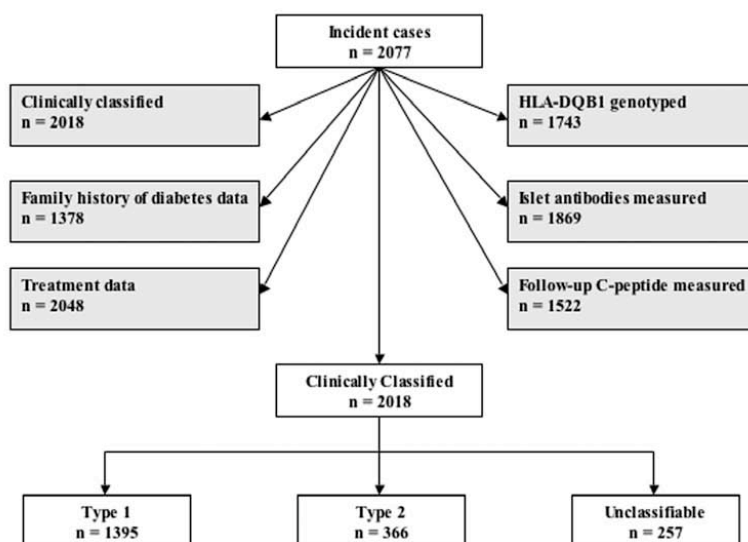 Incident cases
n = 2077
Clinically classified
n = 2018
HLA-DQB1 genotyped
n = 1743
Family history of diabetes data
n = 1378
Islet antibodies measured
n = 1869
Treatment data
n = 2048
Follow-up C-peptide measured
n = 1522
Clinically Classified
n = 2018
Type 1
n = 1395
Type 2
n = 366
Unclassifiable
n = 257